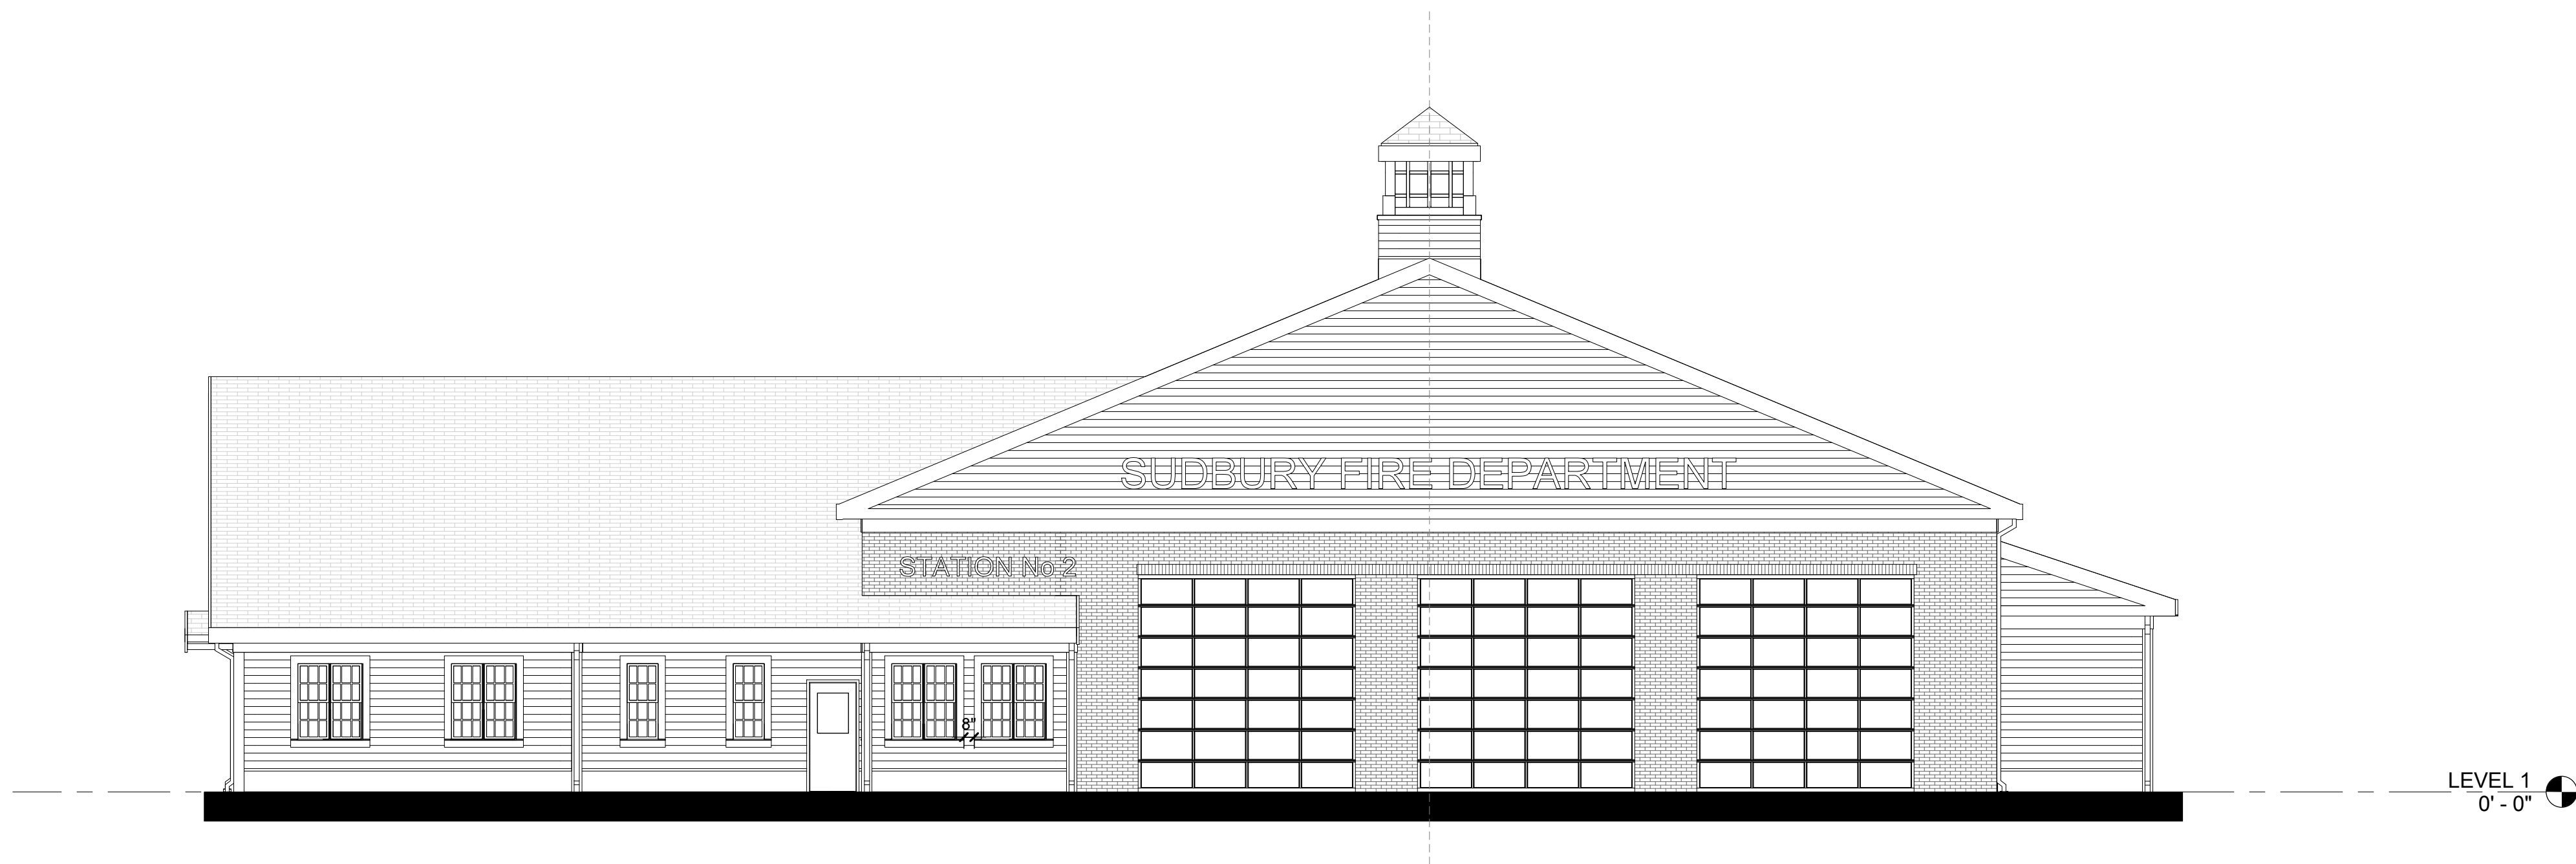 SUDBURY FIRE DEPARTMENT
STATION No 2
8"
LEVEL 1
0' - 0"